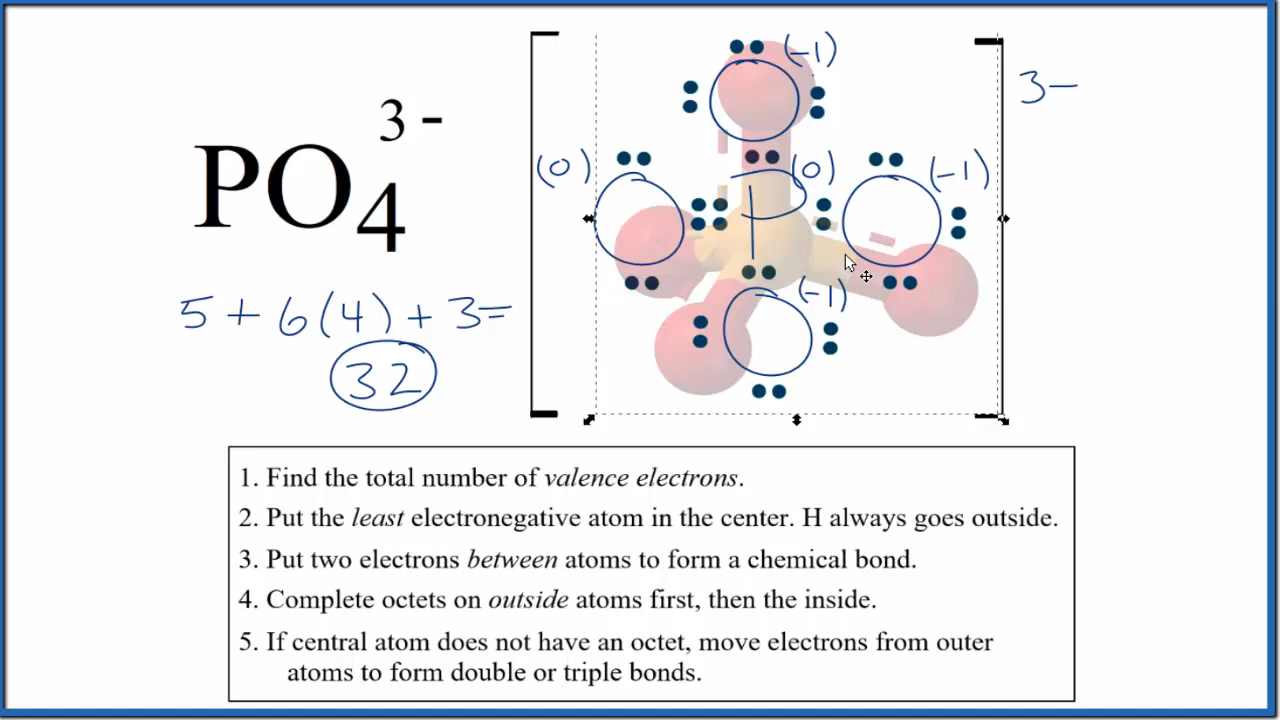 PO₄³⁻
5 + 6(4) + 3=
32
(-1)
3-
(0)
(0)
(-1)
P
(-1)
1. Find the total number of valence electrons.
2. Put the least electronegative atom in the center. H always goes outside.
3. Put two electrons between atoms to form a chemical bond.
4. Complete octets on outside atoms first, then the inside.
5. If central atom does not have an octet, move electrons from outer
atoms to form double or triple bonds.
O
O
O
O